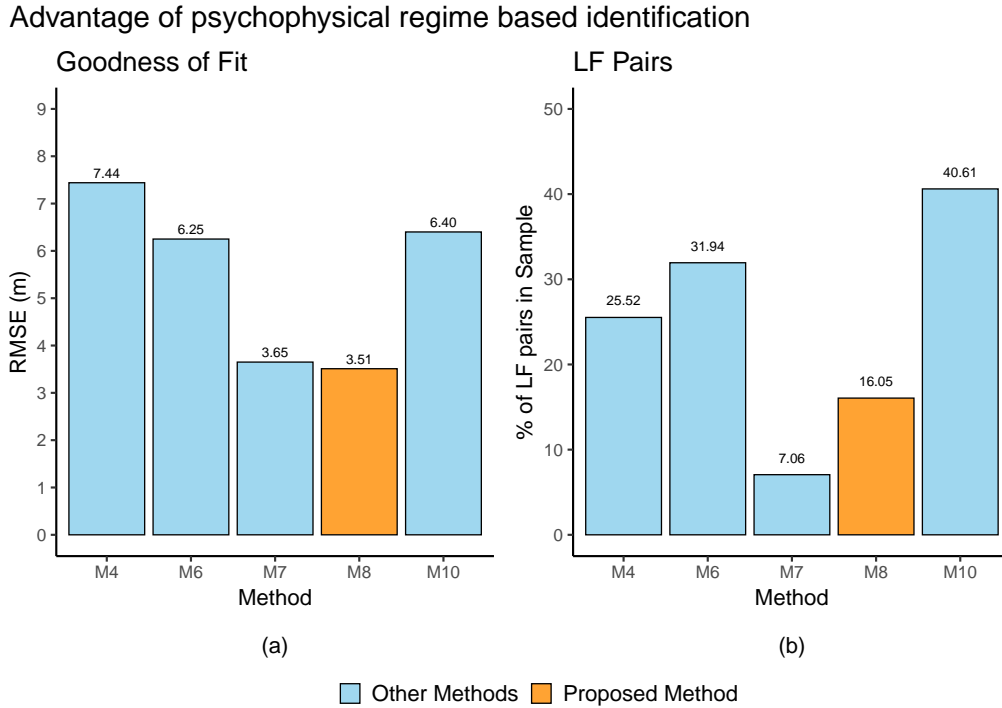 Advantage of psychophysical regime based identification
Goodness of Fit
RMSE (m)
9
8
7
6
5
4
3
2
1
0
7.44
6.25
3.65
3.51
6.40
M4 M6 M7 M8 M10
Method
(a)
LF Pairs
% of LF pairs in Sample
50
40
30
20
10
0
25.52
31.94
7.06
16.05
40.61
M4 M6 M7 M8 M10
Method
(b)
Other Methods Proposed Method